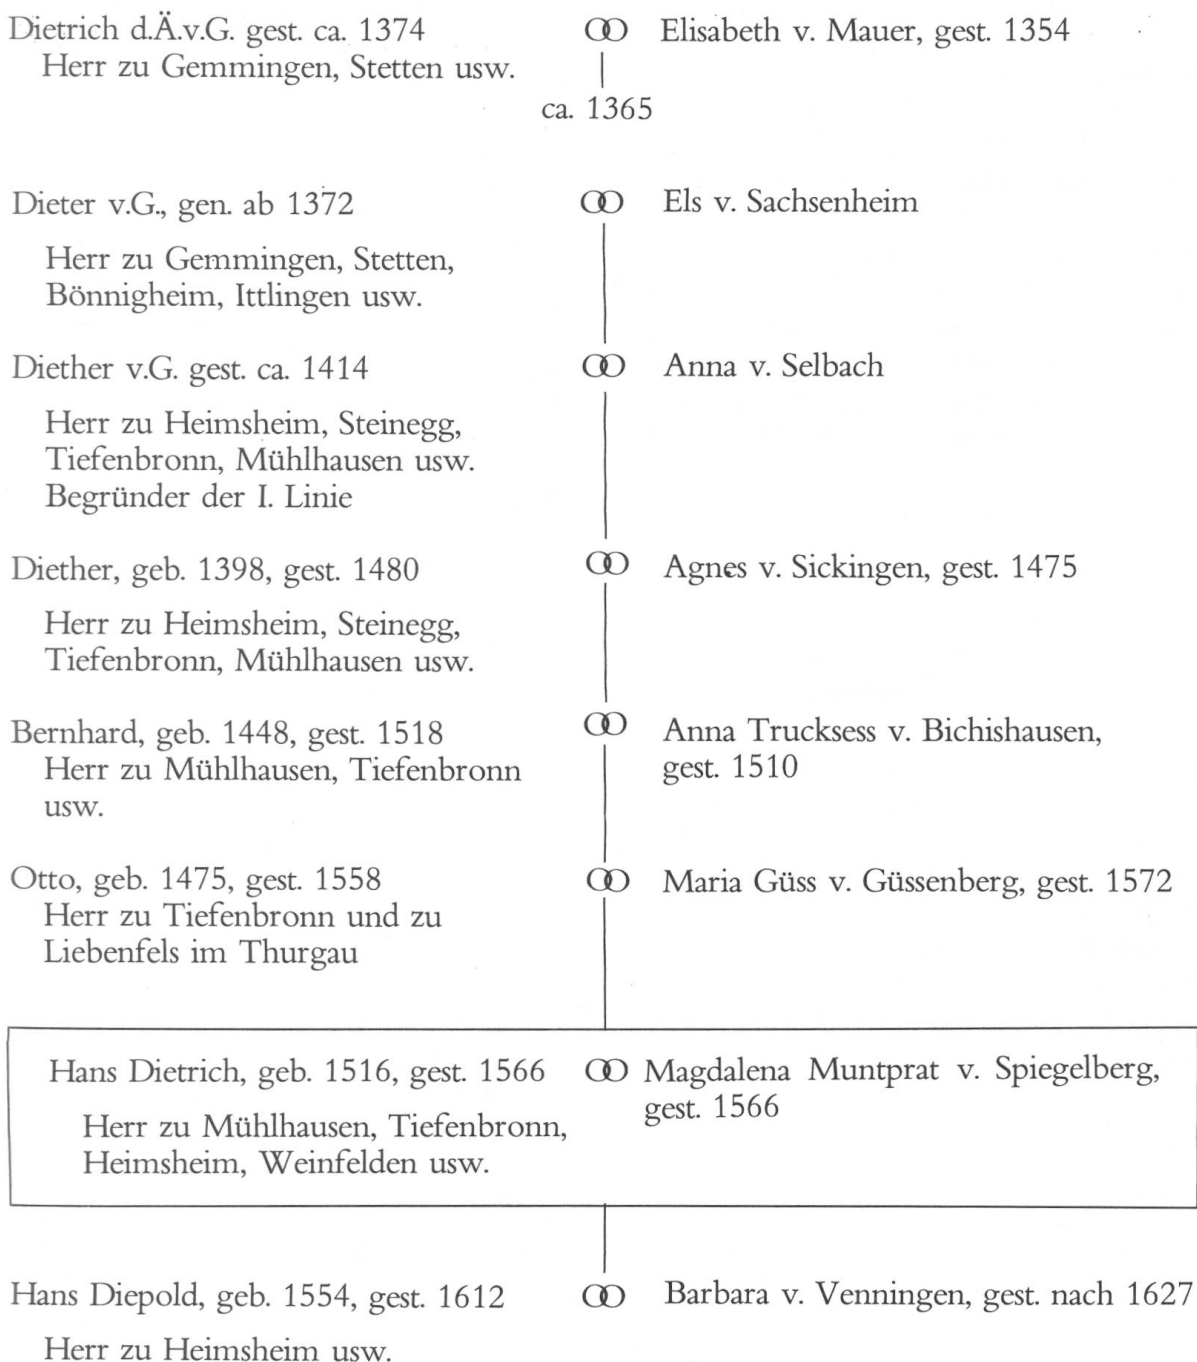 Dietrich d.Ä.v.G. gest. ca. 1374 ⚭ Elisabeth v. Mauer, gest. 1354
Herr zu Gemmingen, Stetten usw.
ca. 1365
Dieter v.G., gen. ab 1372 ⚭ Els v. Sachsenheim
Herr zu Gemmingen, Stetten,
Bönnigheim, Ittlingen usw.
Diether v.G. gest. ca. 1414 ⚭ Anna v. Selbach
Herr zu Heimsheim, Steinegg,
Tiefenbronn, Mühlhausen usw.
Begründer der I. Linie
Diether, geb. 1398, gest. 1480 ⚭ Agnes v. Sickingen, gest. 1475
Herr zu Heimsheim, Steinegg,
Tiefenbronn, Mühlhausen usw.
Bernhard, geb. 1448, gest. 1518 ⚭ Anna Trucksess v. Bichishausen,
gest. 1510
Herr zu Mühlhausen, Tiefenbronn
usw.
Otto, geb. 1475, gest. 1558 ⚭ Maria Güss v. Güssenberg, gest. 1572
Herr zu Tiefenbronn und zu
Liebenfels im Thurgau
Hans Dietrich, geb. 1516, gest. 1566 ⚭ Magdalena Muntprat v. Spiegelberg,
gest. 1566
Herr zu Mühlhausen, Tiefenbronn,
Heimsheim, Weinfelden usw.
Hans Diepold, geb. 1554, gest. 1612 ⚭ Barbara v. Venningen, gest. nach 1627
Herr zu Heimsheim usw.